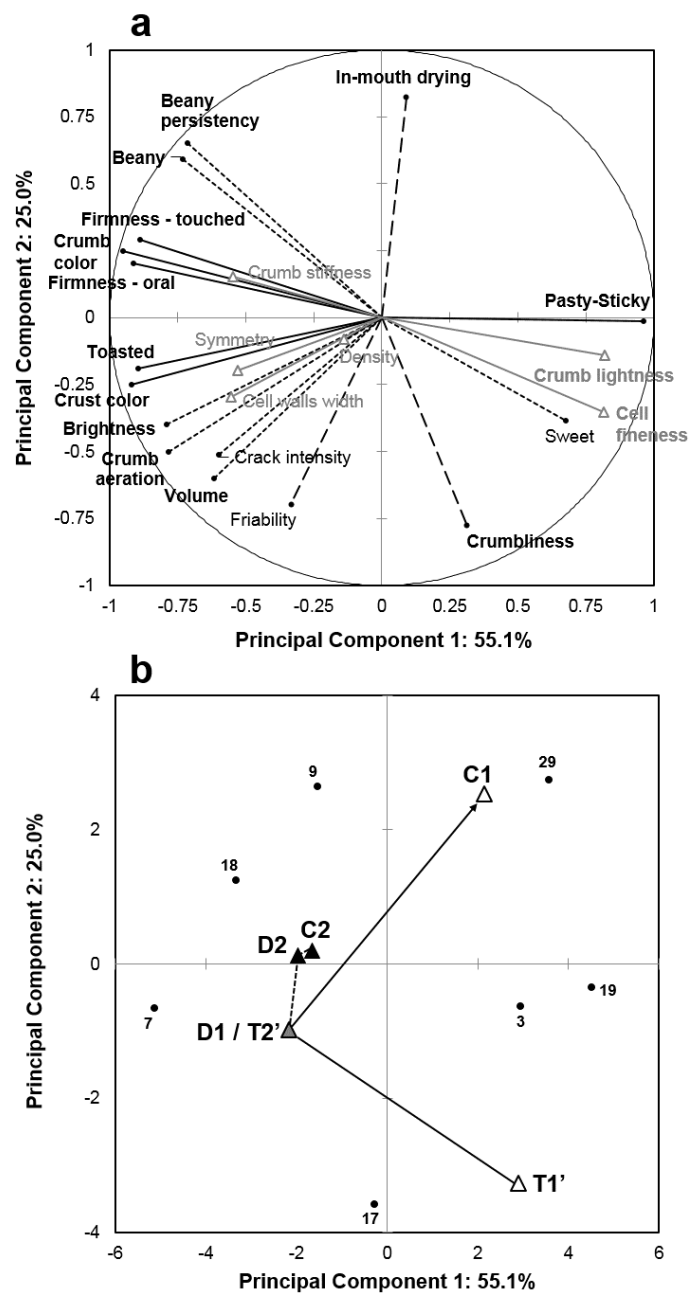 a
1
In-mouth drying
Beany
persistency
0.75
Beany
0.5
Firmness - touched
Crumb
color
0.25
Crumb stiffness
Firmness - oral
Pasty-Sticky
0
Symmetry
Toasted
Density
Crumb lightness
-0.25
Crust color
Cell walls width
Cell
fineness
Brightness
Sweet
-0.5
Crumb
aeration
Crack intensity
Volume
Friability
-0.75
Crumbliness
-1
-1 -0.75 -0.5 -0.25 0 0.25 0.5 0.75 1
Principal Component 2: 25.0%
Principal Component 1: 55.1%
b
4
9
C1
29
2
18
C2
D2
0
19
7
D1 / T2’
3
-2
T1’
17
-4
-6 -4 -2 0 2 4 6
Principal Component 2: 25.0%
Principal Component 1: 55.1%